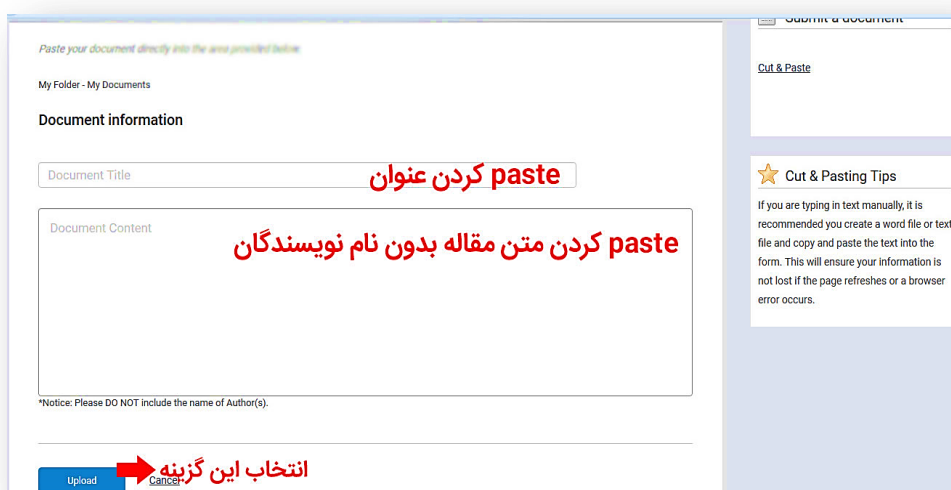 Submit a document
Paste your document directly into the area provided below
Cut & Paste
My Folder - My Documents
Document information
Document Title
paste کردن عنوان
Cut & Pasting Tips
Document Content
paste کردن متن مقاله بدون نام نویسندگان
If you are typing in text manually, it is
recommended you create a word file or text
file and copy and paste the text into the
form. This will ensure your information is
not lost if the page refreshes or a browser
error occurs.
*Notice: Please DO NOT include the name of Author(s).
انتخاب این گزینه
Upload
Cancel